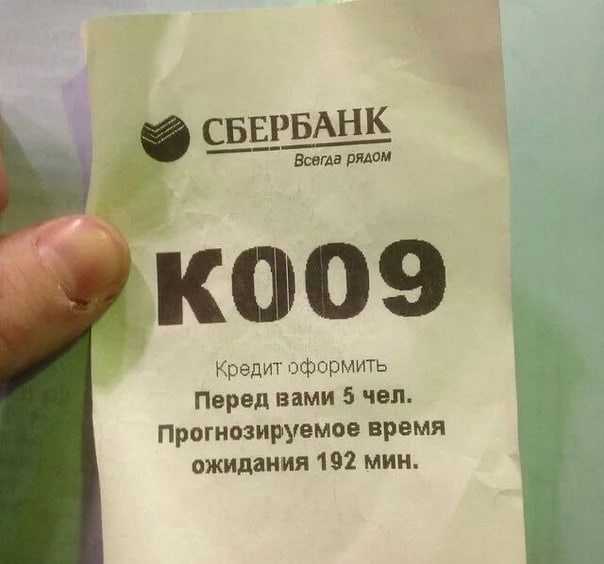 СБЕРБАНК
Всегда рядом
К009
Кредит оформить
Перед вами 5 чел.
Прогнозируемое время
ожидания 192 мин.